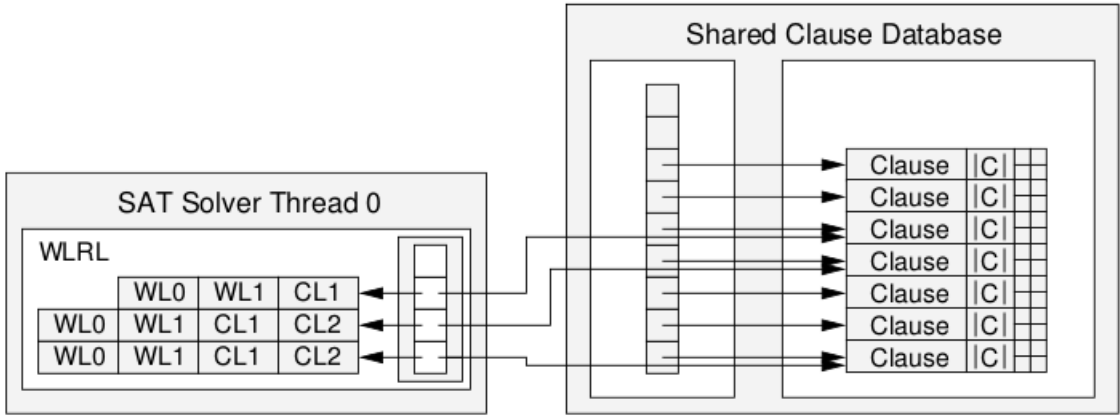 Shared Clause Database
Clause |C|
Clause |C|
Clause |C|
Clause |C|
Clause |C|
Clause |C|
Clause |C|
SAT Solver Thread 0
WLRL
WL0 WL1 CL1
WL0 WL1 CL1 CL2
WL0 WL1 CL1 CL2